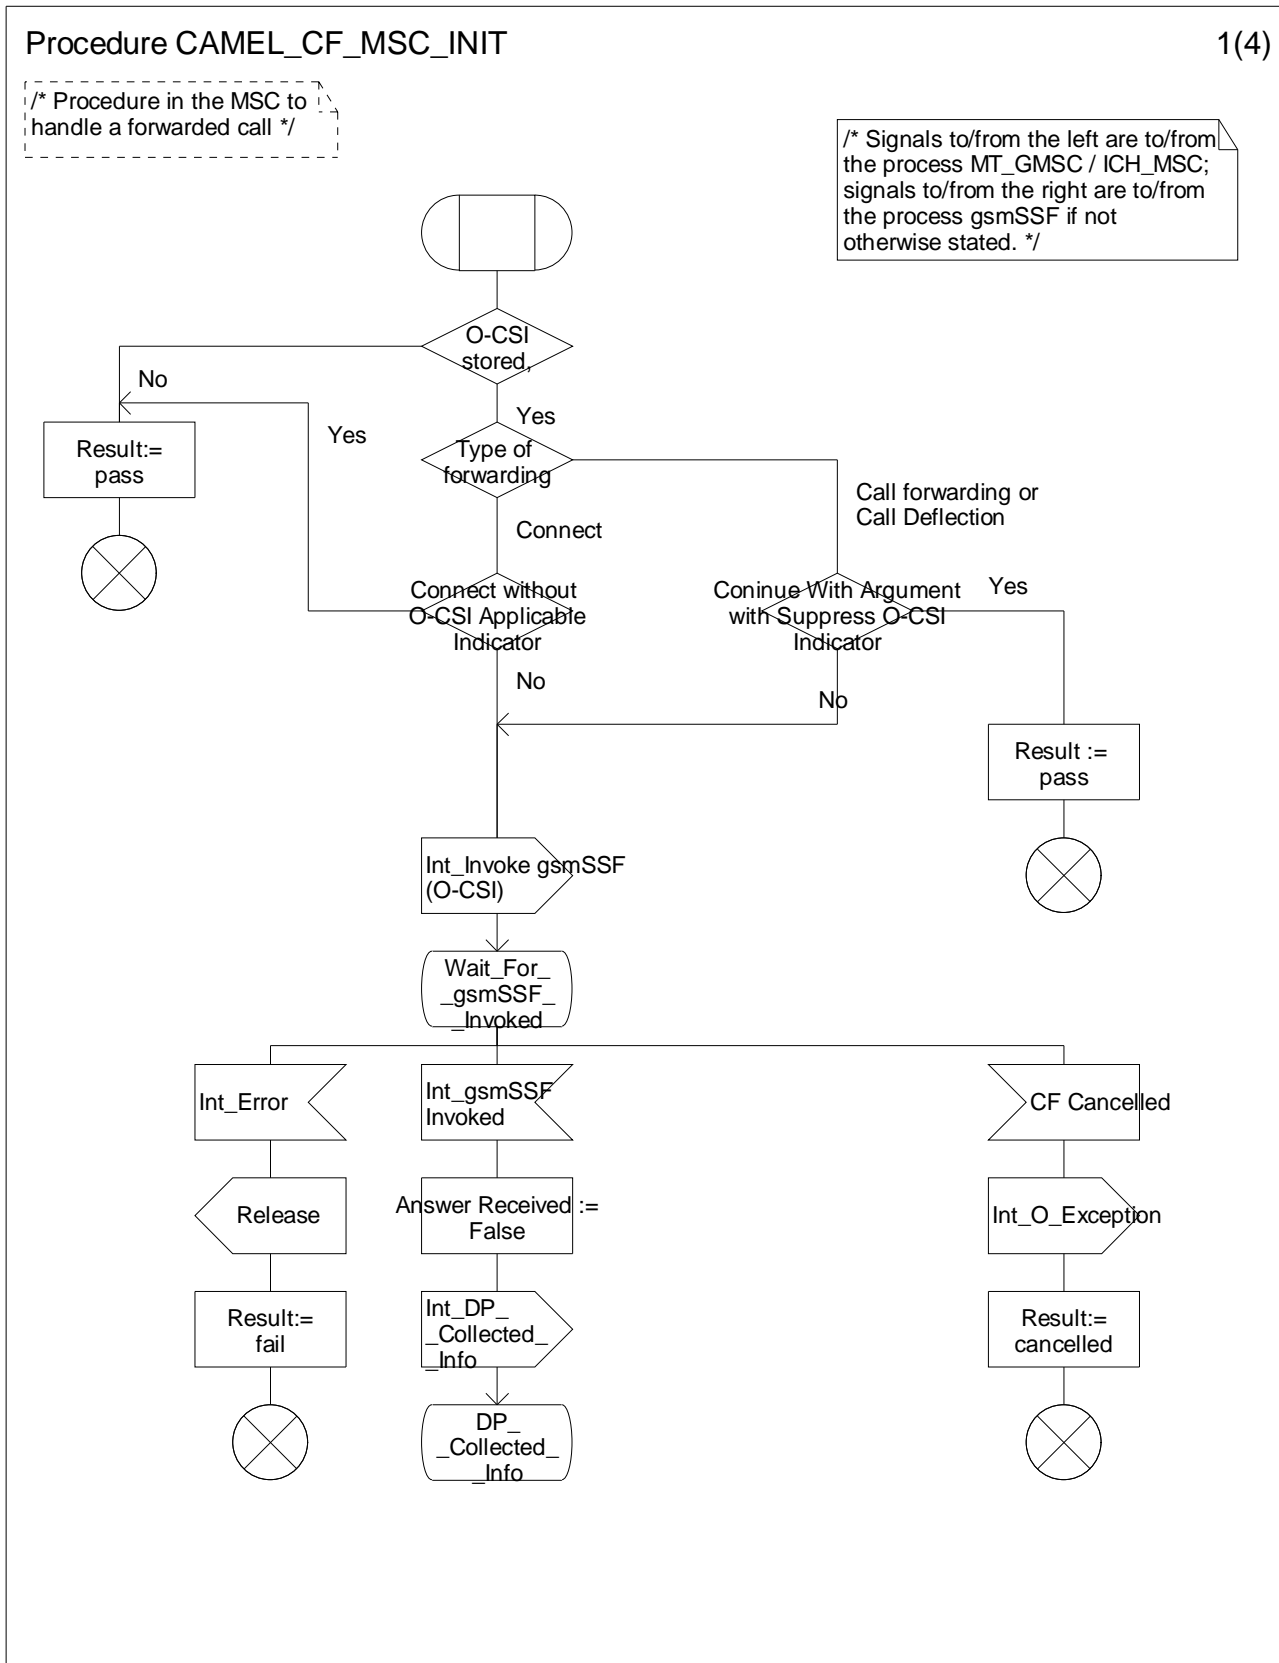 Procedure CAMEL_CF_MSC_INIT
1(4)
/* Procedure in the MSC to
handle a forwarded call */
/* Signals to/from the left are to/from
the process MT_GMSC / ICH_MSC;
signals to/from the right are to/from
the process gsmSSF if not
otherwise stated. */
O-CSI
stored,
No
Yes
Yes
Result:=
pass
Type of
forwarding
Call forwarding or
Call Deflection
Connect
Connect without
O-CSI Applicable
Indicator
Coninue With Argument
with Suppress O-CSI
Indicator
Yes
No
No
Result :=
pass
Int_Invoke gsmSSF
(O-CSI)
Wait_For_
_gsmSSF_
_Invoked
Int_Error
Int_gsmSSF
Invoked
CF Cancelled
Release
Answer Received :=
False
Int_O_Exception
Result:=
fail
Int_DP_
_Collected_
_Info
Result:=
cancelled
DP_
_Collected_
_Info